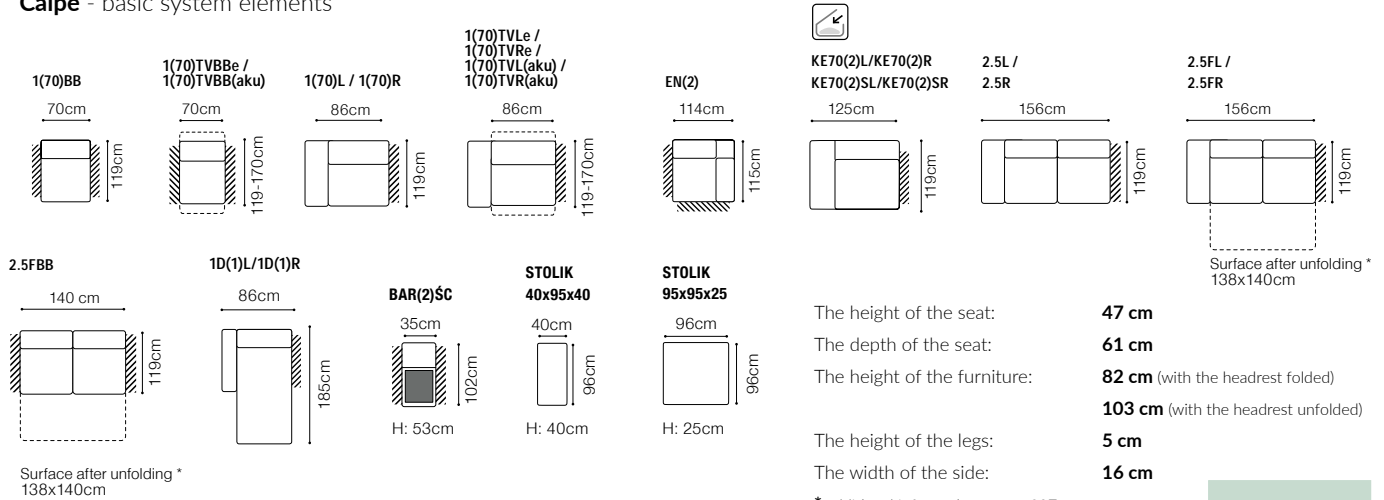 Calpe - basic system elements
1(70)BB
70cm
119cm
1(70)TVBBe /
1(70)TVBB(aku)
70cm
119-170cm
1(70)L / 1(70)R
86cm
119cm
1(70)TVLe /
1(70)TVRe /
1(70)TVL(aku) /
1(70)TVR(aku)
86cm
119-170cm
EN(2)
114cm
115cm
KE70(2)L/KE70(2)R
KE70(2)SL/KE70(2)SR
125cm
119cm
2.5L /
2.5R
156cm
119cm
2.5FL /
2.5FR
156cm
119cm
Surface after unfolding *
138x140cm
2.5FBB
140 cm
119cm
Surface after unfolding *
138x140cm
1D(1)L/1D(1)R
86cm
185cm
BAR(2)ŚC
35cm
102cm
H: 53cm
STOLIK
40x95x40
40cm
96cm
H: 40cm
STOLIK
95x95x25
96cm
96cm
H: 25cm
The height of the seat: 47 cm
The depth of the seat: 61 cm
The height of the furniture: 82 cm (with the headrest folded)
103 cm (with the headrest unfolded)
The height of the legs: 5 cm
The width of the side: 16 cm
*